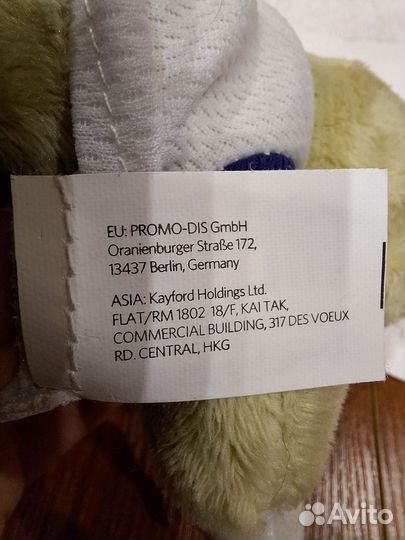 EU: PROMO-DIS GmbH
Oranienburger Straße 172,
13437 Berlin, Germany
ASIA: Kayford Holdings Ltd.
FLAT/RM 1802 18/F, KAI TAK,
COMMERCIAL BUILDING, 317 DES VOEUX
RD. CENTRAL, HKG
Avito